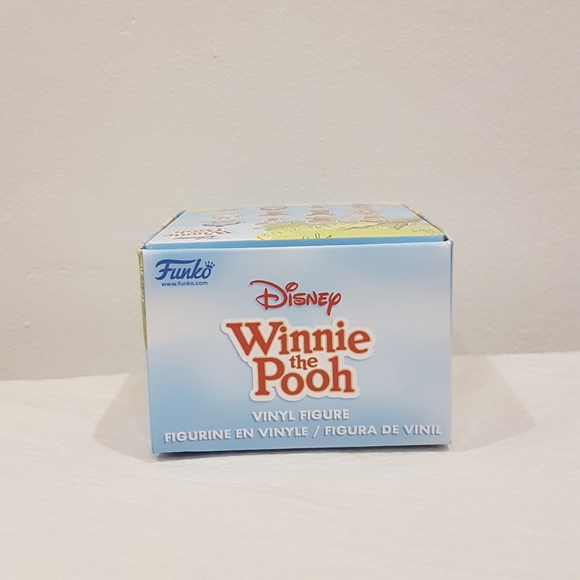 Funko
www.funko.com
Disney
Winnie
the
Pooh
VINYL FIGURE
FIGURINE EN VINYLE / FIGURA DE VINIL